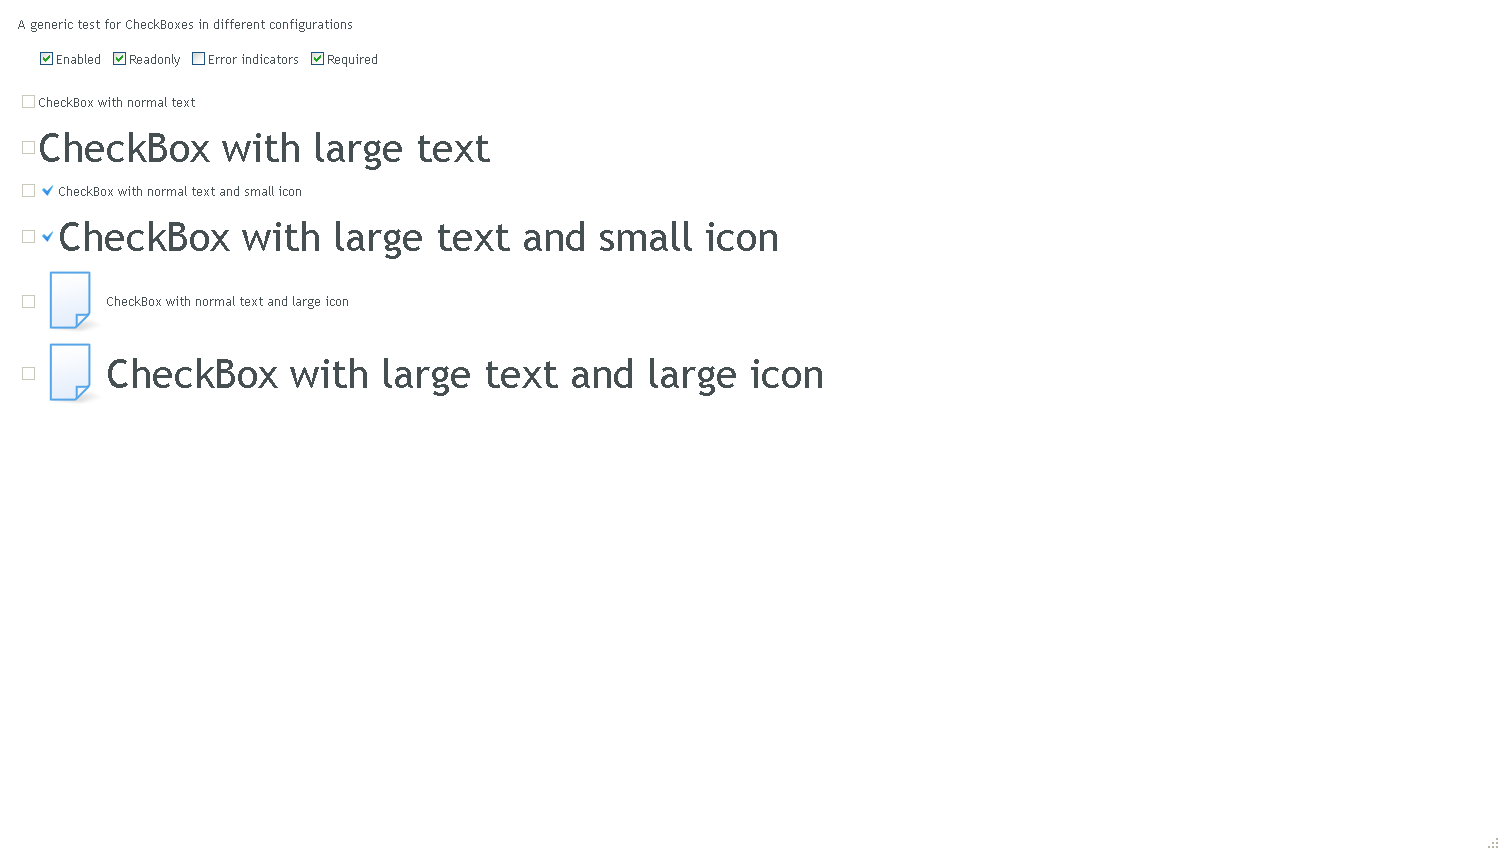 A generic test for CheckBoxes in different configurations
Enabled Readonly Error indicators Required
CheckBox with normal text
CheckBox with large text
CheckBox with normal text and small icon
CheckBox with large text and small icon
CheckBox with normal text and large icon
CheckBox with large text and large icon